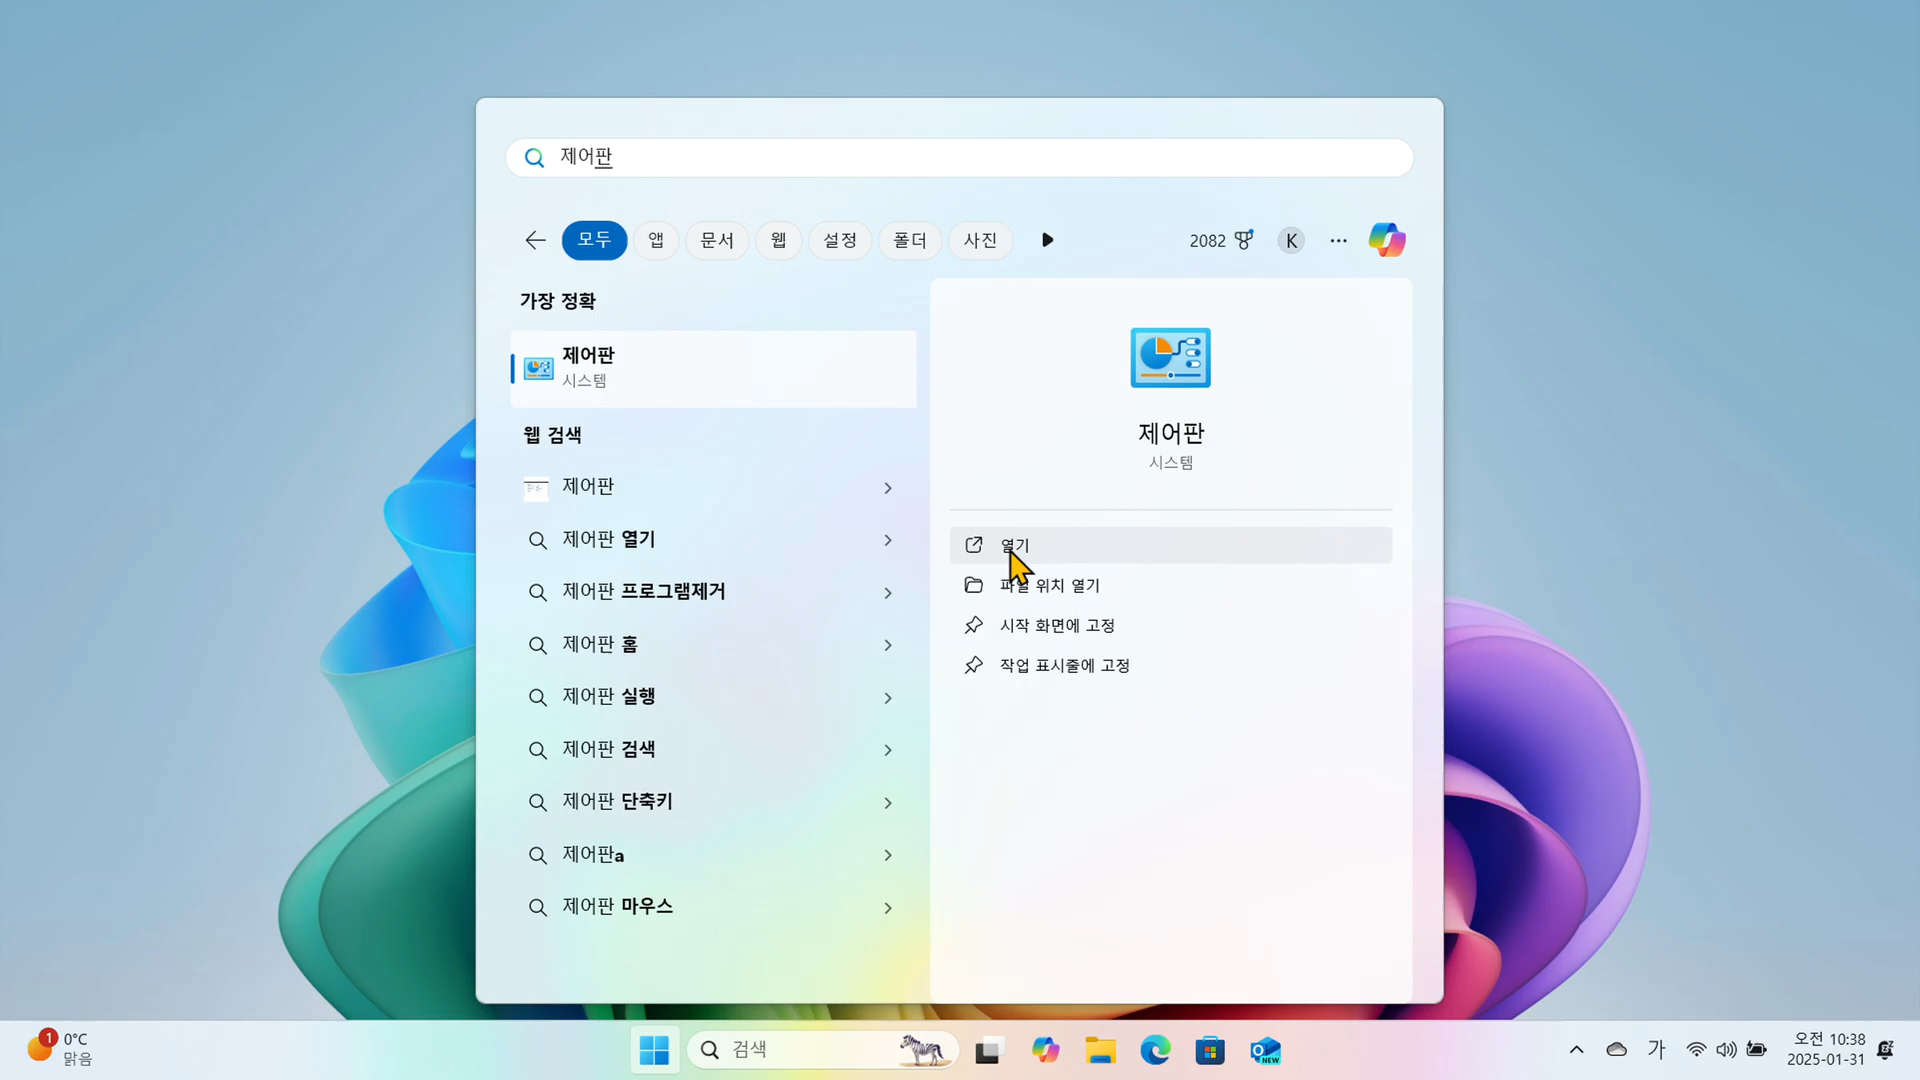 제어판
모두 앱 문서 웹 설정 폴더 사진 2082 K
가장 정확
제어판
시스템
웹 검색
제어판
제어판 열기
제어판 프로그램제거
제어판 홈
제어판 실행
제어판 검색
제어판 단축키
제어판a
제어판 마우스
제어판
시스템
열기
파일 위치 열기
시작 화면에 고정
작업 표시줄에 고정
1
0°C
맑음
검색
NEW
가
오전 10:38
2025-01-31